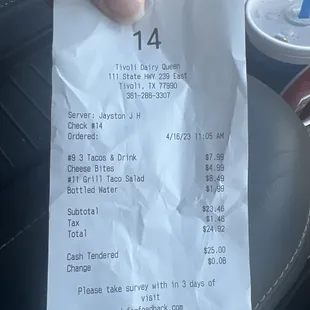 14
Tivoli Dairy Queen
111 State HWY 239 East
Tivoli, TX 77990
361-286-3307
Server: Jayston J H
Check #14
Ordered: 4/16/23 11:05 AM
#9 3 Tacos & Drink $7.99
Cheese Bites $4.99
#11 Grill Taco Salad $8.49
Bottled Water $1.99
Subtotal $23.46
Tax $1.46
Total $24.92
Cash Tendered $25.00
Change $0.08
Please take survey with in 3 days of
visit